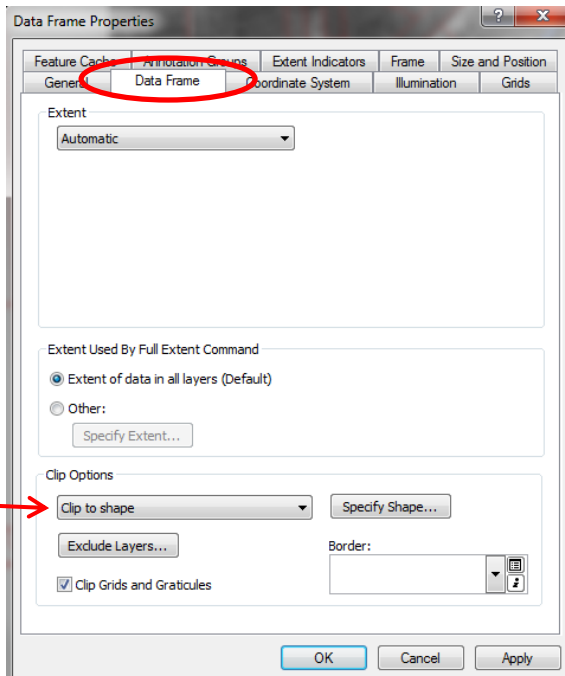 Data Frame Properties
Feature Cache Annotation Groups Extent Indicators Frame Size and Position
General Data Frame Coordinate System Illumination Grids
Extent
Automatic
Extent Used By Full Extent Command
Extent of data in all layers (Default)
Other:
Specify Extent...
Clip Options
Clip to shape Specify Shape...
Exclude Layers... Border:
Clip Grids and Graticules
OK Cancel Apply